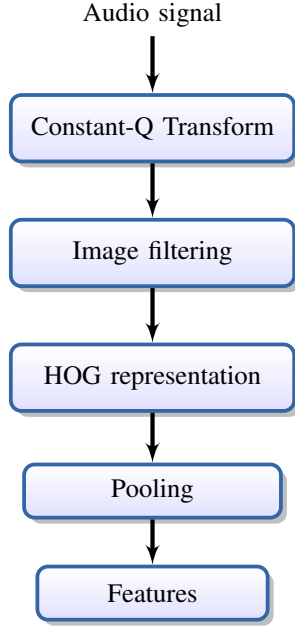 Audio signal
Constant-Q Transform
Image filtering
HOG representation
Pooling
Features